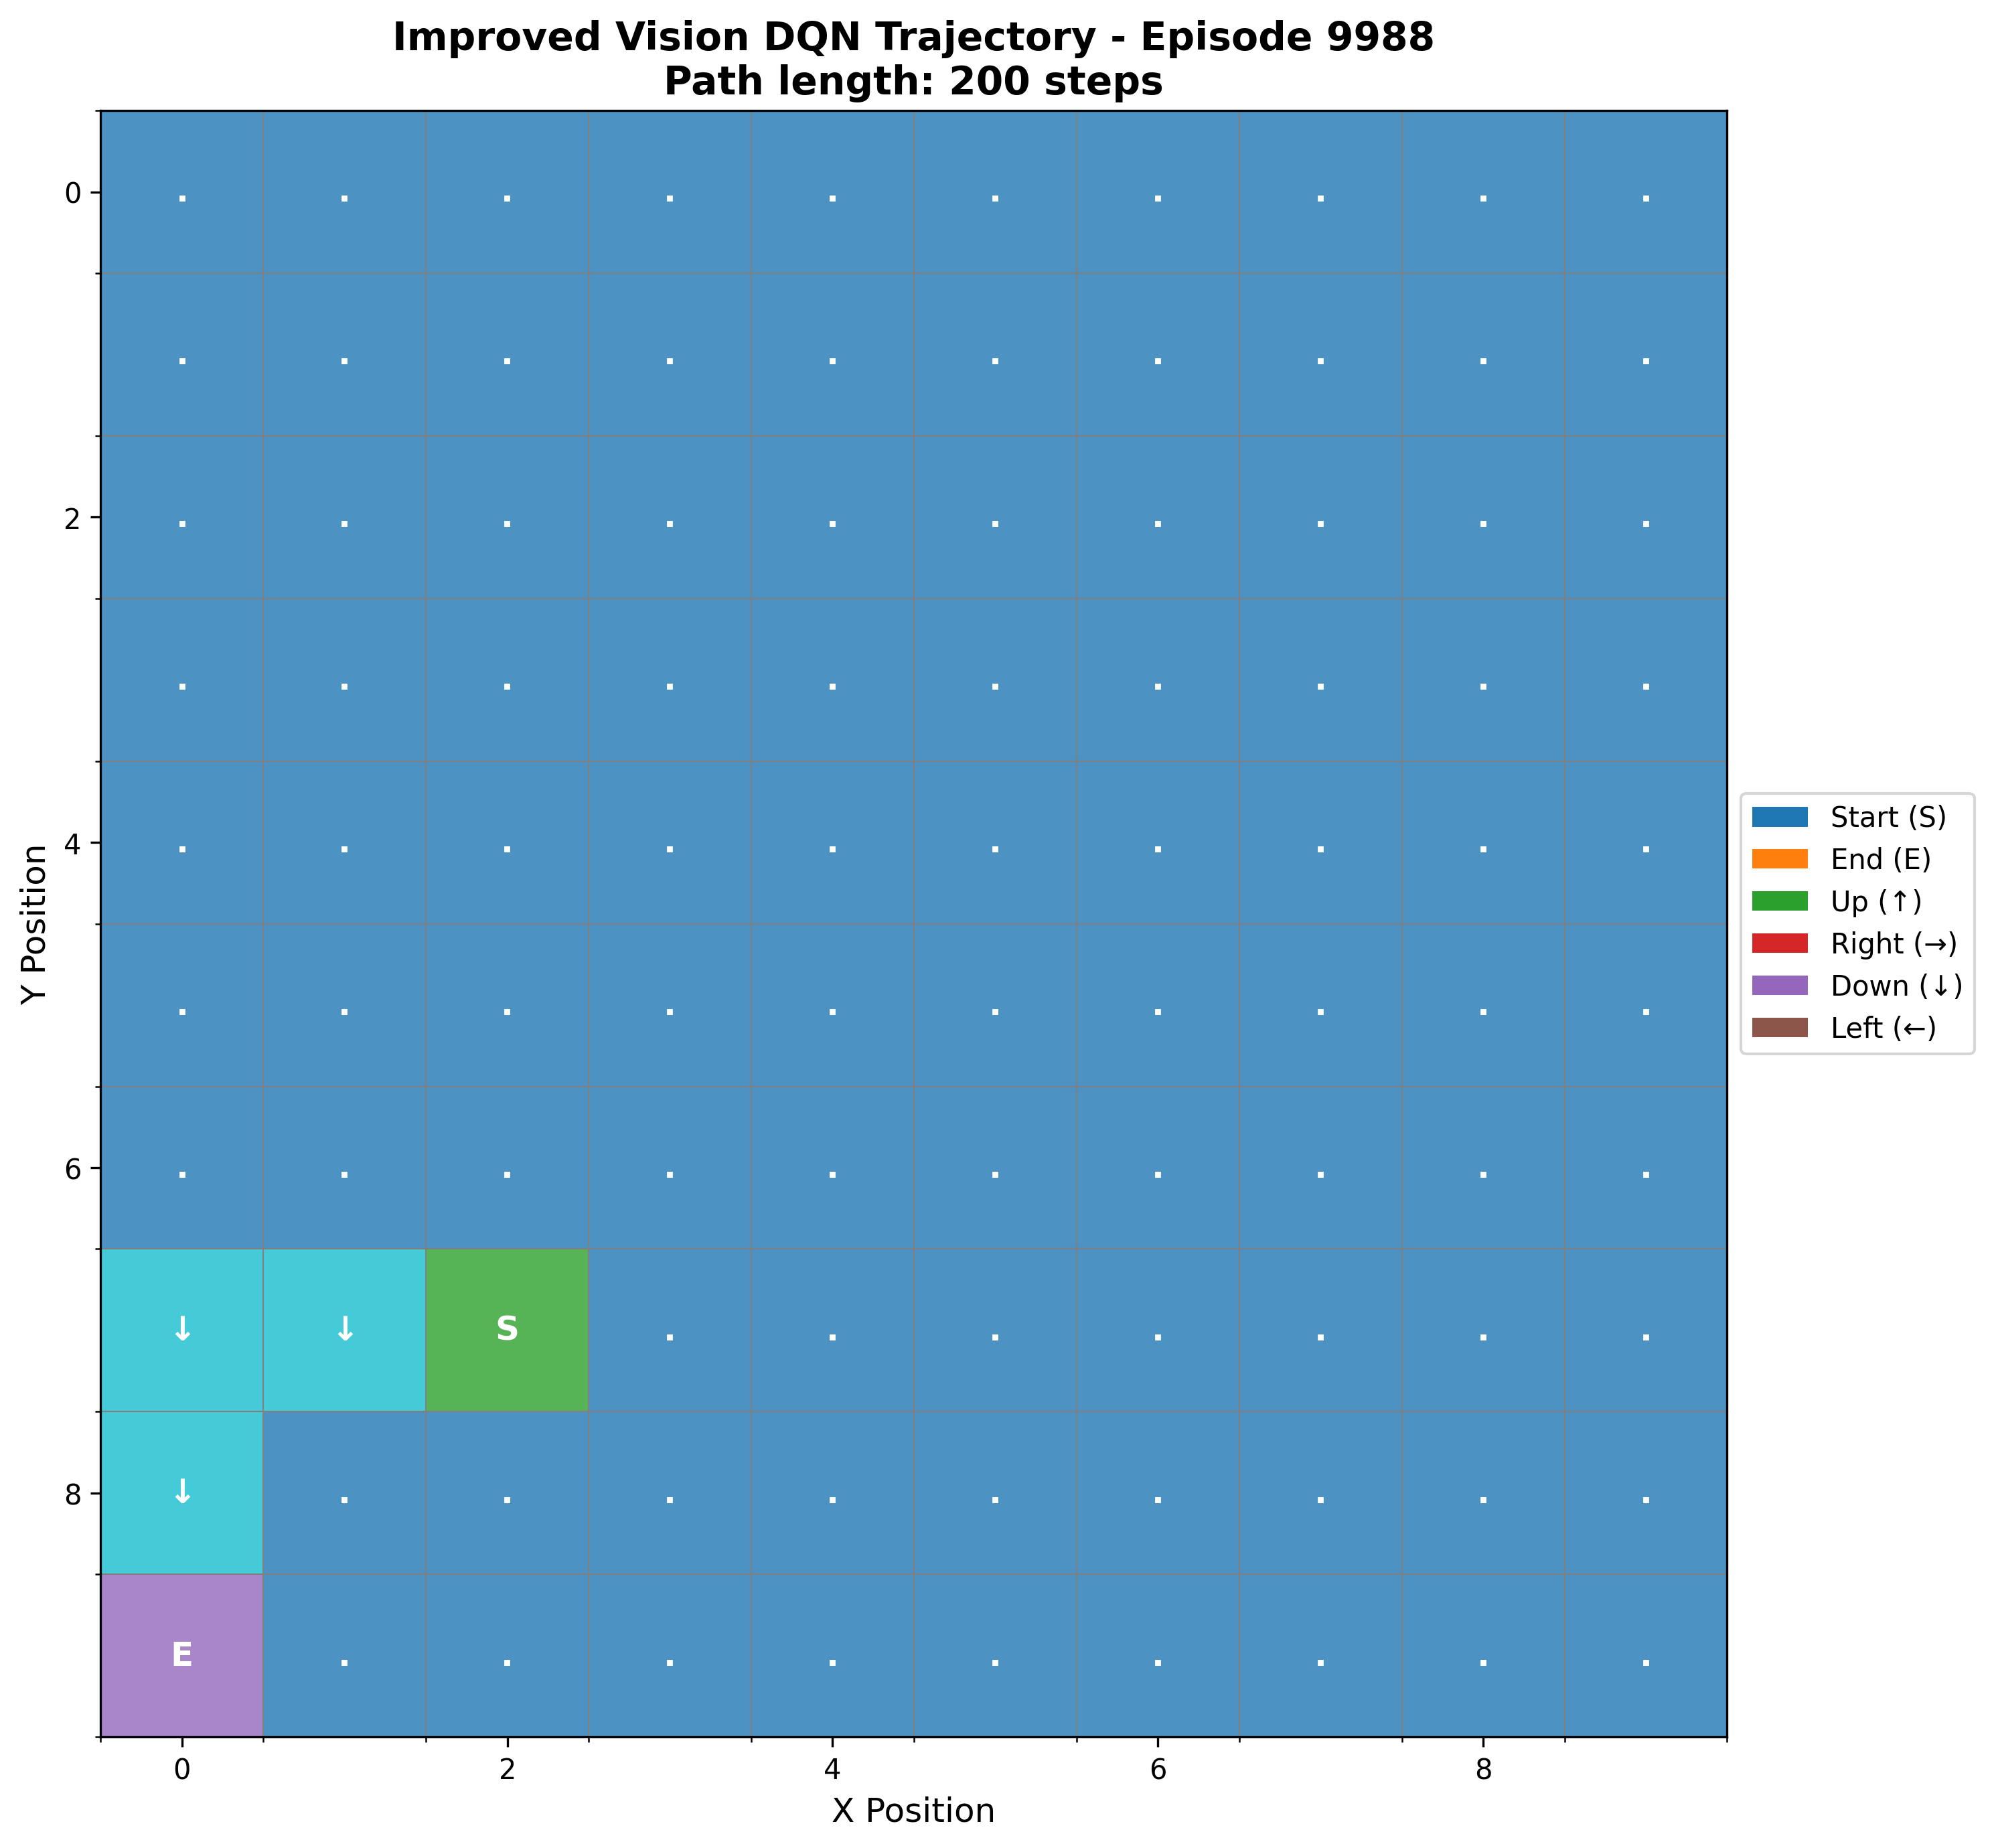 Improved Vision DQN Trajectory - Episode 9988
Path length: 200 steps
0
2
4
6
8
Y Position
↓ ↓ S
↓
E
0 2 4 6 8
X Position
Start (S)
End (E)
Up (↑)
Right (→)
Down (↓)
Left (←)